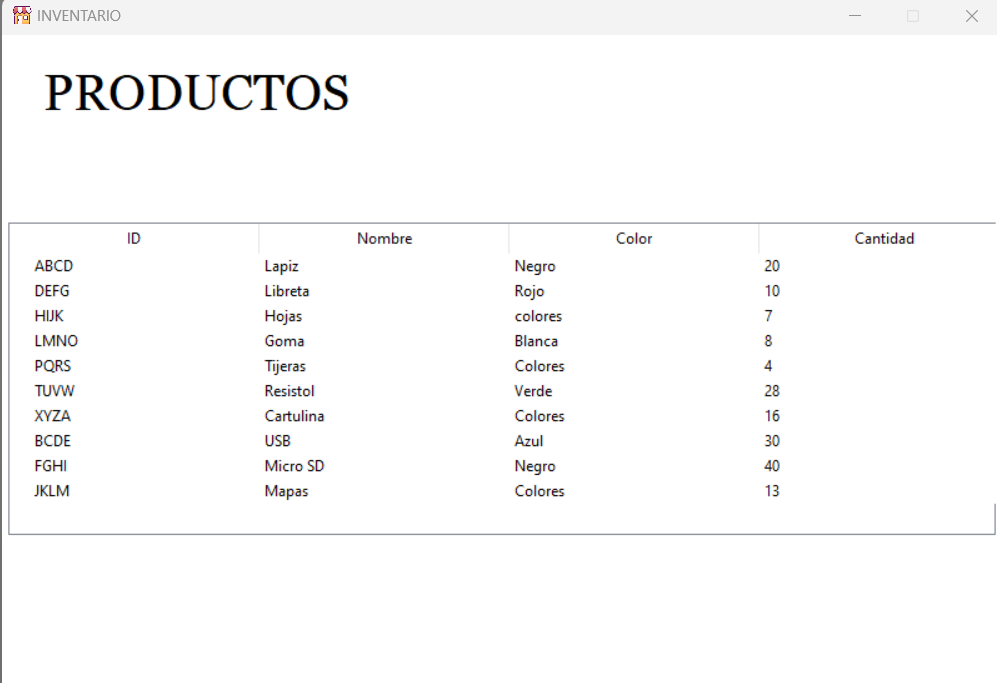 INVENTARIO
PRODUCTOS
ID Nombre Color Cantidad
ABCD Lapiz Negro 20
DEFG Libreta Rojo 10
HIJK Hojas colores 7
LMNO Goma Blanca 8
PQRS Tijeras Colores 4
TUVW Resistol Verde 28
XYZA Cartulina Colores 16
BCDE USB Azul 30
FGHI Micro SD Negro 40
JKLM Mapas Colores 13